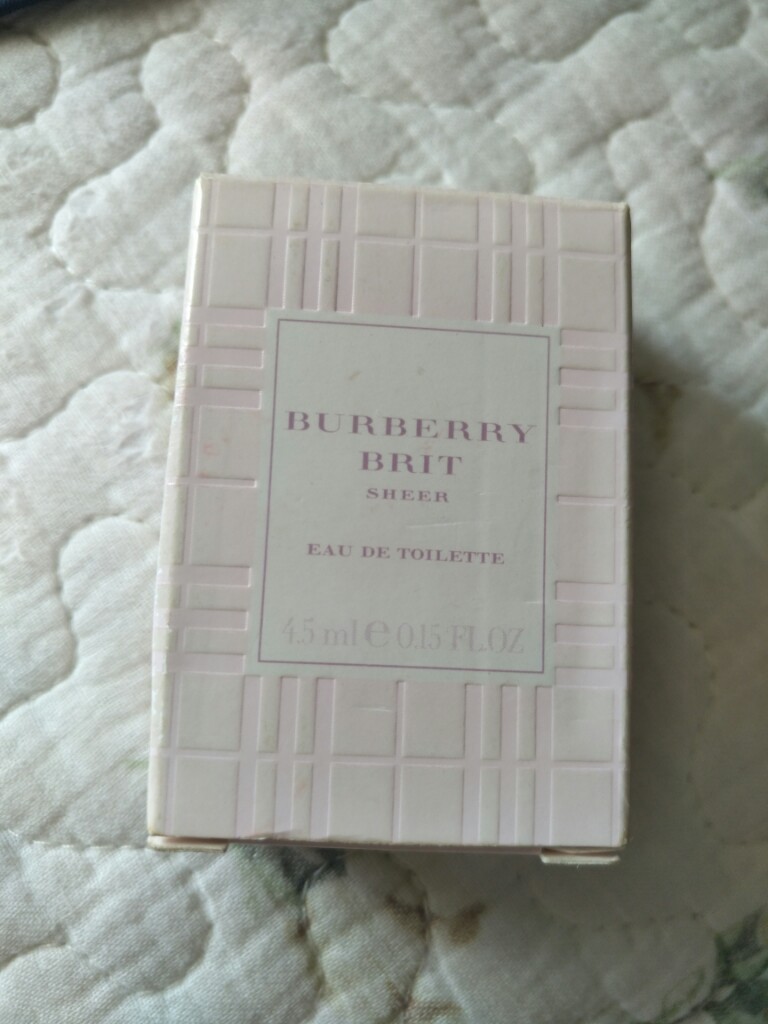 BURBERRY
BRIT
SHEER
EAU DE TOILETTE
4.5 ml e 0.15 FL.OZ